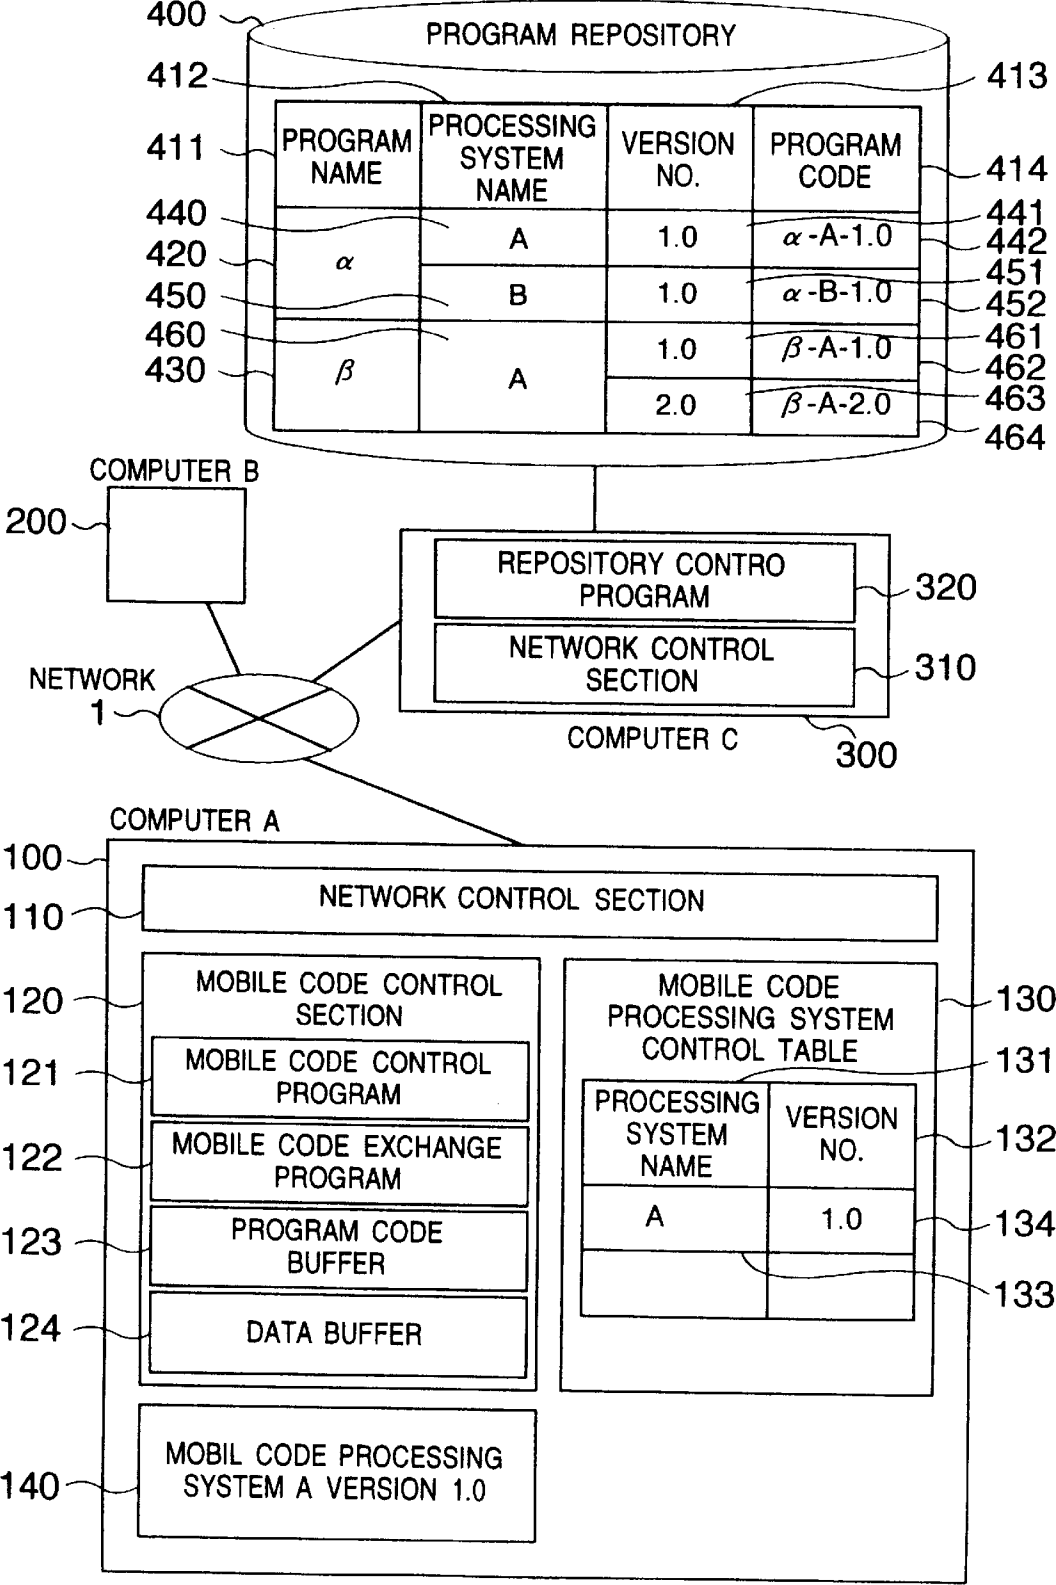 400
PROGRAM REPOSITORY
412
413
411
PROGRAM
NAME
PROCESSING
SYSTEM
NAME
VERSION
NO.
PROGRAM
CODE
414
440
A
1.0
441
α-A-1.0
442
420
α
450
B
1.0
451
α-B-1.0
452
460
1.0
461
β-A-1.0
462
430
β
A
2.0
463
β-A-2.0
464
COMPUTER B
200
REPOSITORY CONTRO
PROGRAM
320
NETWORK CONTROL
SECTION
310
NETWORK
1
COMPUTER C
300
COMPUTER A
100
NETWORK CONTROL SECTION
110
120
MOBILE CODE CONTROL
SECTION
121
MOBILE CODE CONTROL
PROGRAM
122
MOBILE CODE EXCHANGE
PROGRAM
123
PROGRAM CODE
BUFFER
124
DATA BUFFER
MOBILE CODE
PROCESSING SYSTEM
CONTROL TABLE
130
131
PROCESSING
SYSTEM
NAME
VERSION
NO.
132
A
1.0
134
133
140
MOBIL CODE PROCESSING
SYSTEM A VERSION 1.0